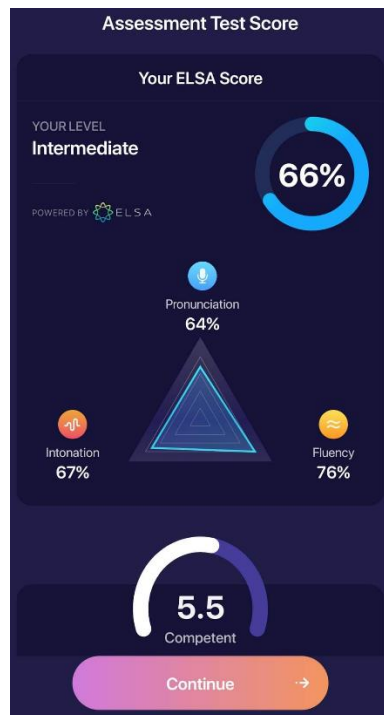 Assessment Test Score
Your ELSA Score
YOUR LEVEL
Intermediate
66%
POWERED BY ELSA
Pronunciation
64%
Intonation
67%
Fluency
76%
5.5
Competent
Continue